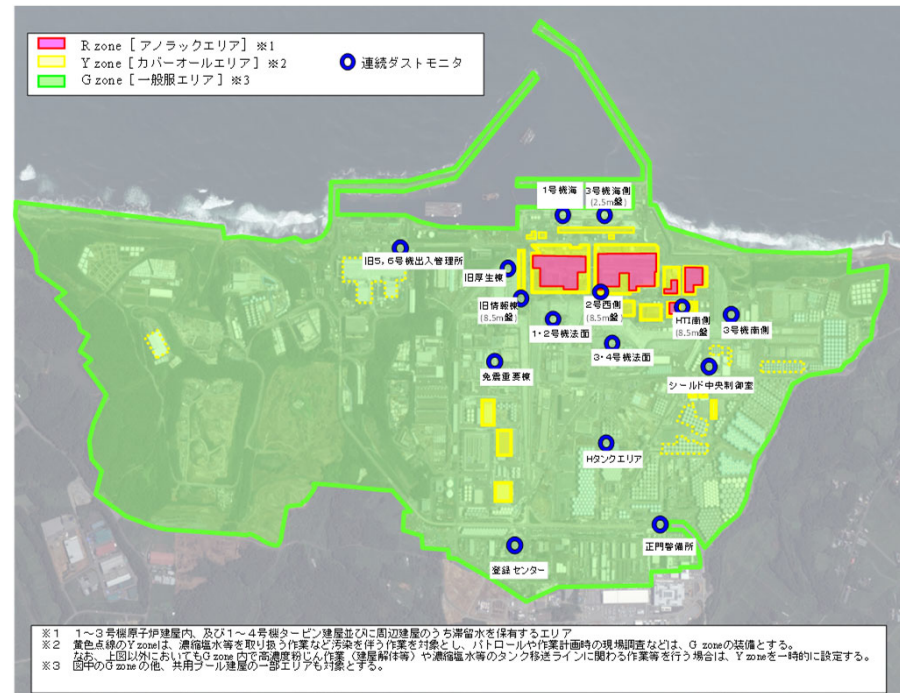 R zone [アノラックエリア] ※1
Y zone [カバーオールエリア] ※2
G zone [一般服エリア] ※3
連続ダストモニタ
1号機海
3号機海側
(2.5m盤)
旧5,6号機出入管理所
旧厚生棟
旧情報棟
(8.5m盤)
2号西側
(8.5m盤)
HTI南側
(8.5m盤)
3号機南側
1・2号機法面
3・4号機法面
免震重要棟
シールド中央制御室
Hタンクエリア
正門警備所
登録センター
※1 1～3号機原子炉建屋内、及び1～4号機タービン建屋並びに周辺建屋のうち滞留水を保有するエリア
※2 黄色点線のY zoneは、濃縮塩水等を取り扱う作業など汚染を伴う作業を対象とし、パトロールや作業計画時の現場調査などは、G zoneの装備とする。
なお、上図以外においてもG zone内で高濃度粉じん作業（建屋解体等）や濃縮塩水等のタンク移送ラインに関わる作業等を行う場合は、Y zoneを一時的に設定する。
※3 図中のG zoneの他、共用プール建屋の一部エリアも対象とする。